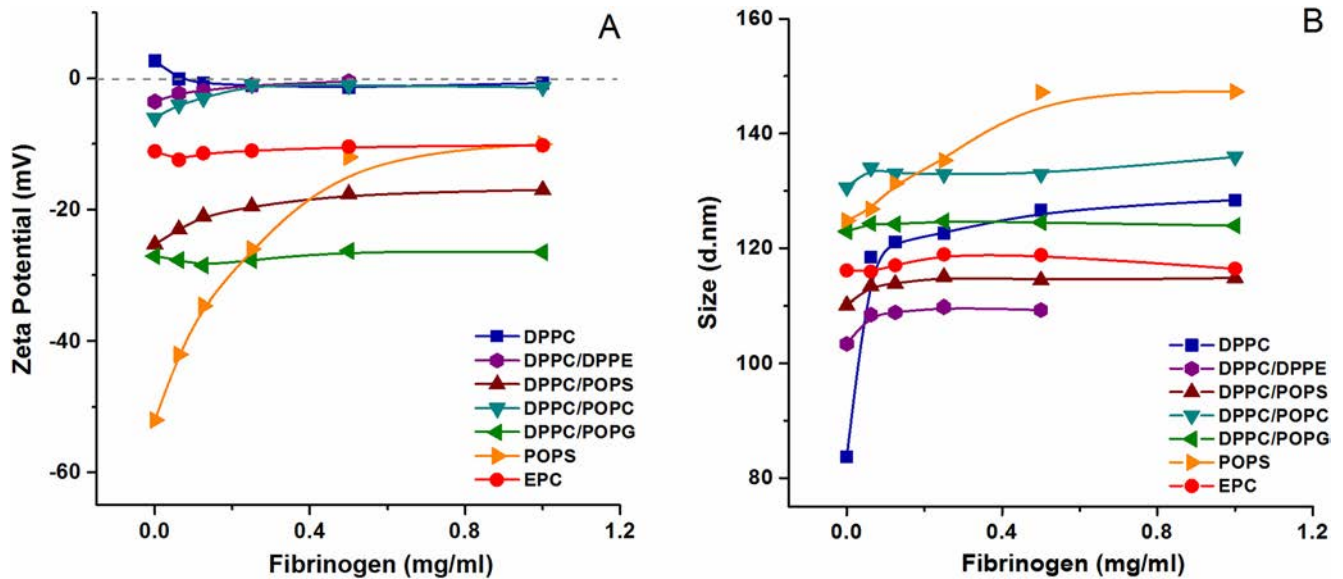 A
0
-20
-40
-60
Zeta Potential (mV)
DPPC
DPPC/DPPE
DPPC/POPS
DPPC/POPC
DPPC/POPG
POPS
EPC
0.0
0.4
0.8
1.2
Fibrinogen (mg/ml)
B
160
140
120
100
80
Size (d.nm)
DPPC
DPPC/DPPE
DPPC/POPS
DPPC/POPC
DPPC/POPG
POPS
EPC
0.0
0.4
0.8
1.2
Fibrinogen (mg/ml)